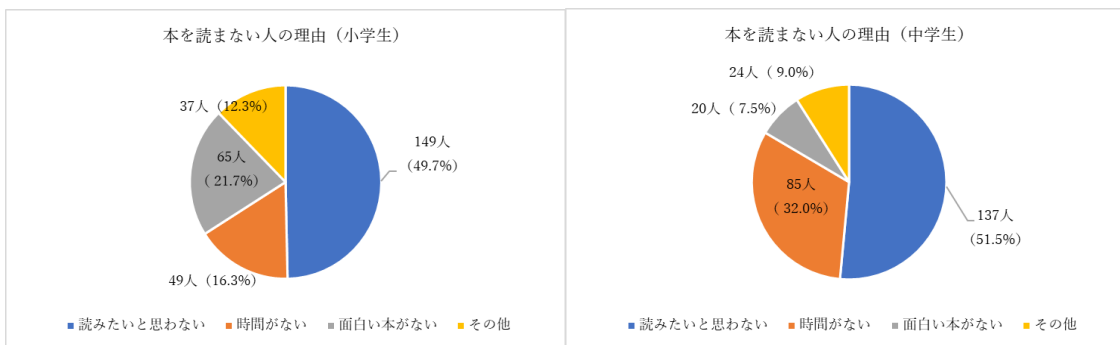 本を読まない人の理由（小学生）
37人（12.3%）
149人
（49.7%）
65人
（ 21.7%）
49人（16.3%）
読みたいと思わない 時間がない 面白い本がない その他
本を読まない人の理由（中学生）
24人（ 9.0%）
20人（ 7.5%）
85人
（ 32.0%）
137人
（51.5%）
読みたいと思わない 時間がない 面白い本がない その他